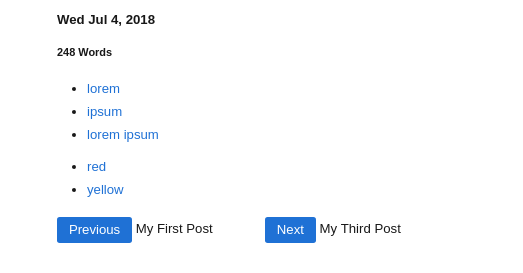 Wed Jul 4, 2018
248 Words
lorem
ipsum
lorem ipsum
red
yellow
Previous My First Post Next My Third Post